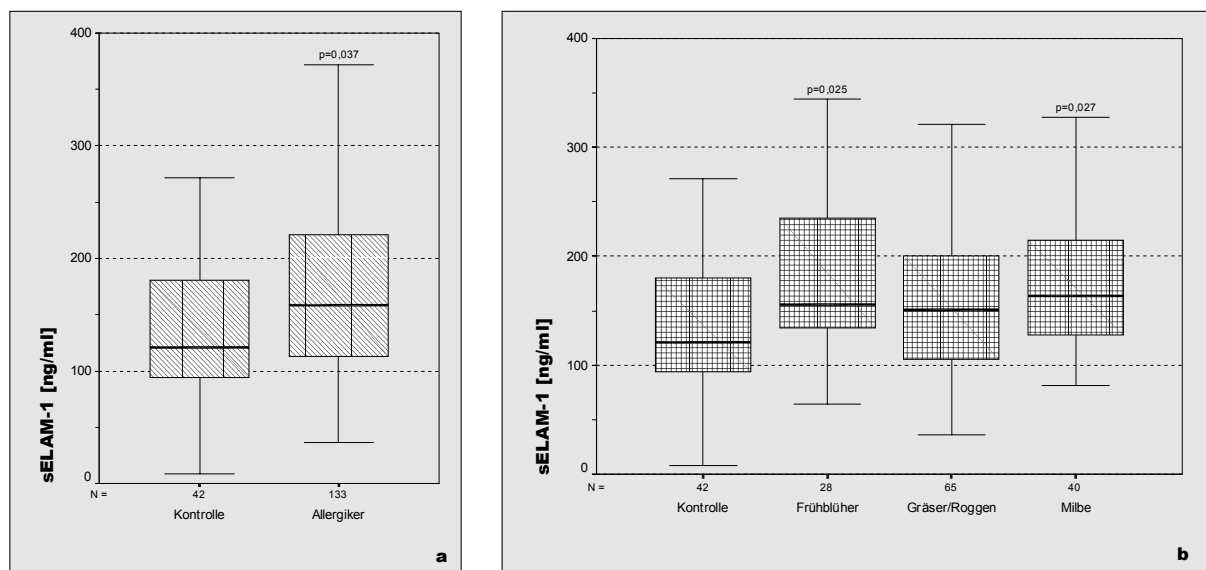 400
300
200
100
0
sELAM-1 [ng/ml]
p=0,037
N =
42
133
Kontrolle
Allergiker
a
400
300
200
100
0
sELAM-1 [ng/ml]
p=0,025
p=0,027
N =
42
28
65
40
Kontrolle
Frühblüher
Gräser/Roggen
Milbe
b